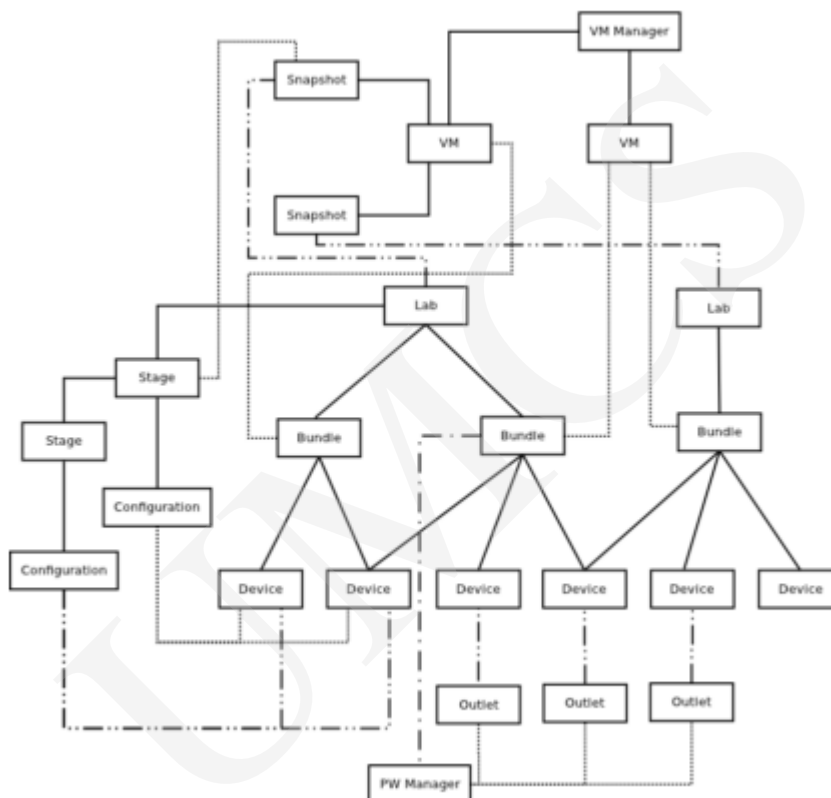 VM Manager
Snapshot
VM
VM
Snapshot
Lab
Lab
Stage
Stage
Bundle
Bundle
Bundle
Configuration
Configuration
Device
Device
Device
Device
Device
Device
Outlet
Outlet
Outlet
PW Manager
UMCS